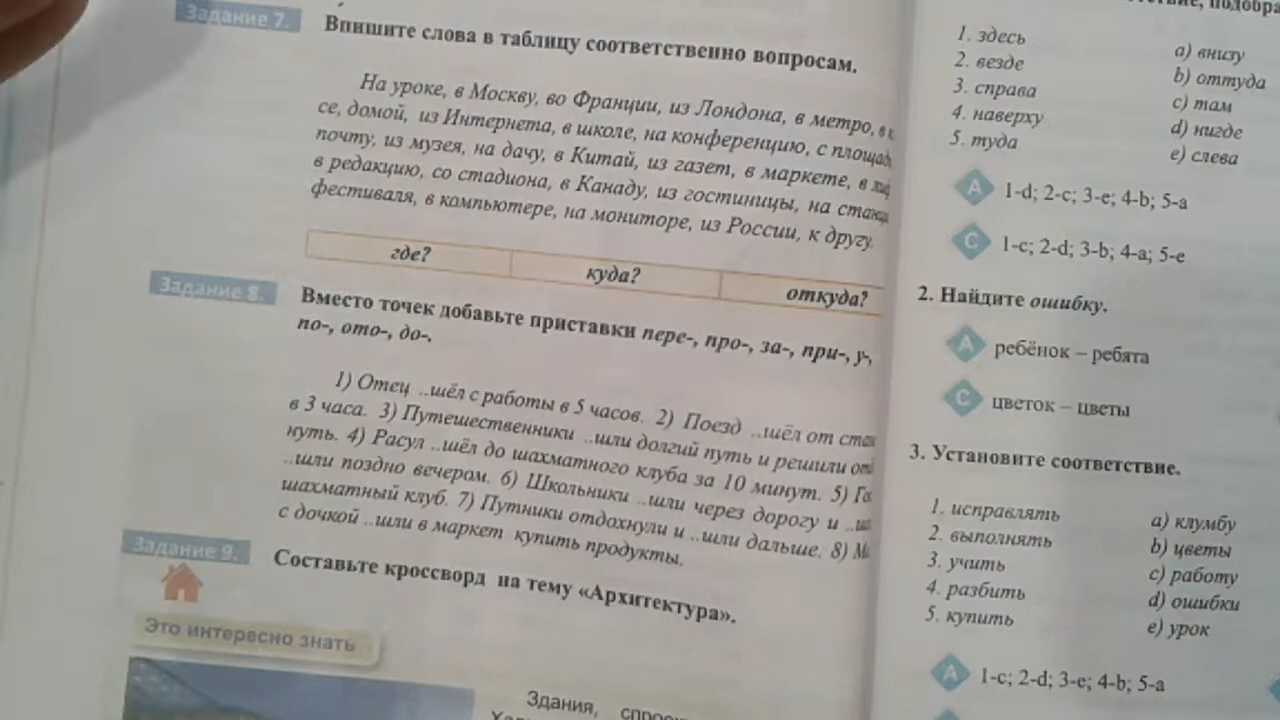 Задание 7.
Впишите слова в таблицу соответственно вопросам.
На уроке, в Москву, во Франции, из Лондона, в метро,
се, домой, из Интернета, в школе, на конференцию, с
почту, из музея, на дачу, в Китай, из газет, в маркете, в
в редакцию, со стадиона, в Канаду, из гостиницы, на
фестиваля, в компьютере, на мониторе, из России, к другу.
где? куда? откуда?
Задание 8.
Вместо точек добавьте приставки пере-, про-, за-, при-, у-,
по-, ото-, до-.
1) Отец ..шёл с работы в 5 часов. 2) Поезд ..шёл от
в 3 часа. 3) Путешественники ..шли долгий путь и решили
нуть. 4) Расул ..шёл до шахматного клуба за 10 минут. 5)
..шли поздно вечером. 6) Школьники ..шли через дорогу и
шахматный клуб. 7) Путники отдохнули и ..шли дальше. 8)
с дочкой ..шли в маркет купить продукты.
Задание 9.
Составьте кроссворд на тему «Архитектура».
Это интересно знать
Здания,
1. здесь
2. везде
3. справа
4. наверху
5. туда
a) внизу
b) оттуда
c) там
d) нигде
e) слева
A 1-d; 2-c; 3-e; 4-b; 5-a
C 1-c; 2-d; 3-b; 4-a; 5-e
2. Найдите ошибку.
A ребёнок – ребята
C цветок – цветы
3. Установите соответствие.
1. исправлять
2. выполнять
3. учить
4. разбить
5. купить
a) клумбу
b) цветы
c) работу
d) ошибки
e) урок
A 1-c; 2-d; 3-e; 4-b; 5-a